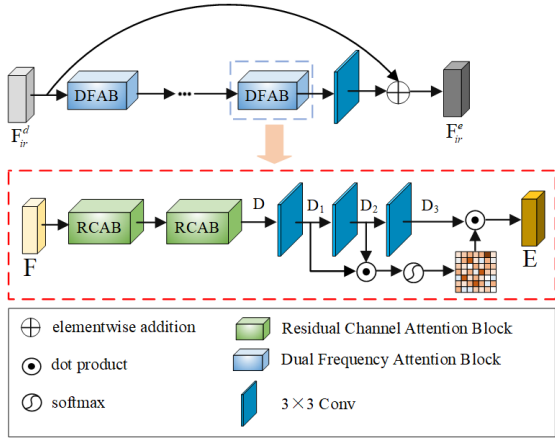 DFAB ... DFAB
F_ir^d F_ir^e
D D₁ D₂ D₃
RCAB RCAB
F E
elementwise addition Residual Channel Attention Block
dot product Dual Frequency Attention Block
softmax 3×3 Conv